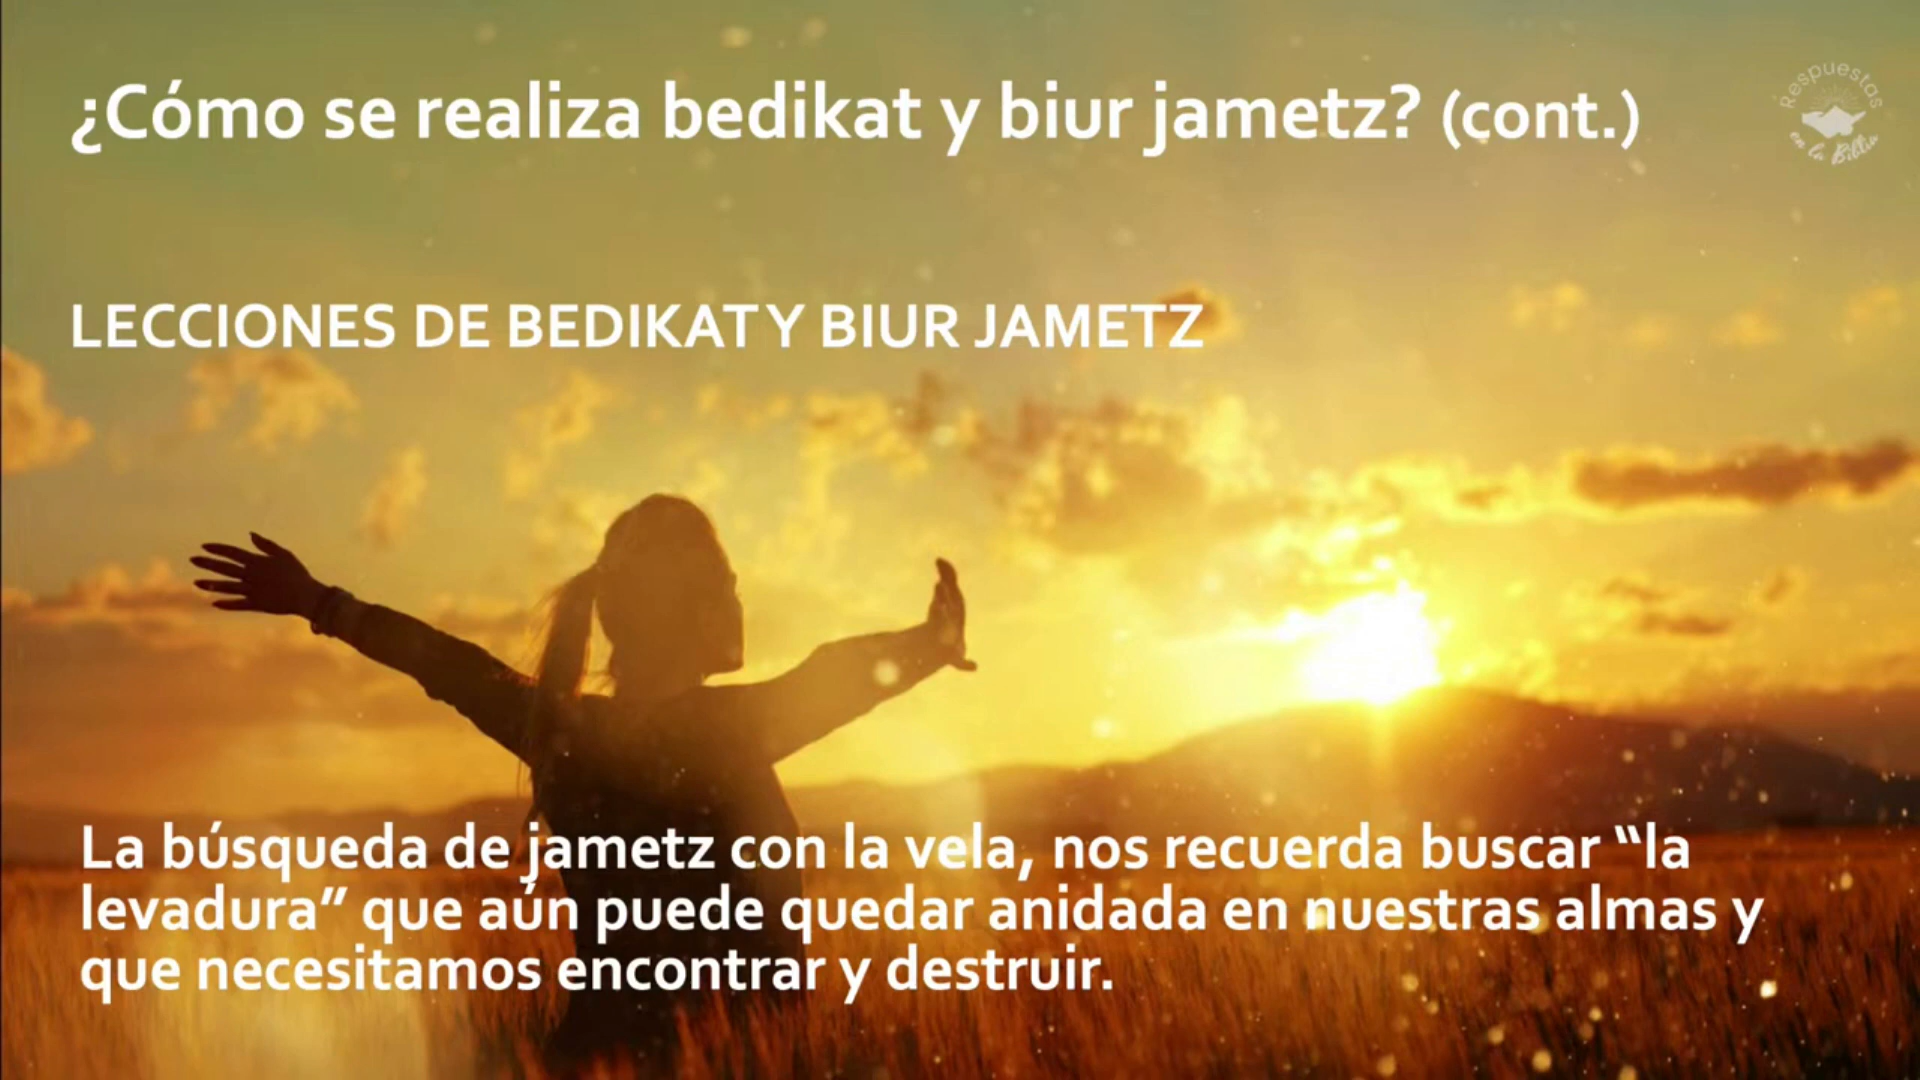 ¿Cómo se realiza bedikat y biur jametz? (cont.)
Respuestas
en la Biblia
LECCIONES DE BEDIKAT Y BIUR JAMETZ
La búsqueda de jametz con la vela, nos recuerda buscar “la
levadura” que aún puede quedar anidada en nuestras almas y
que necesitamos encontrar y destruir.